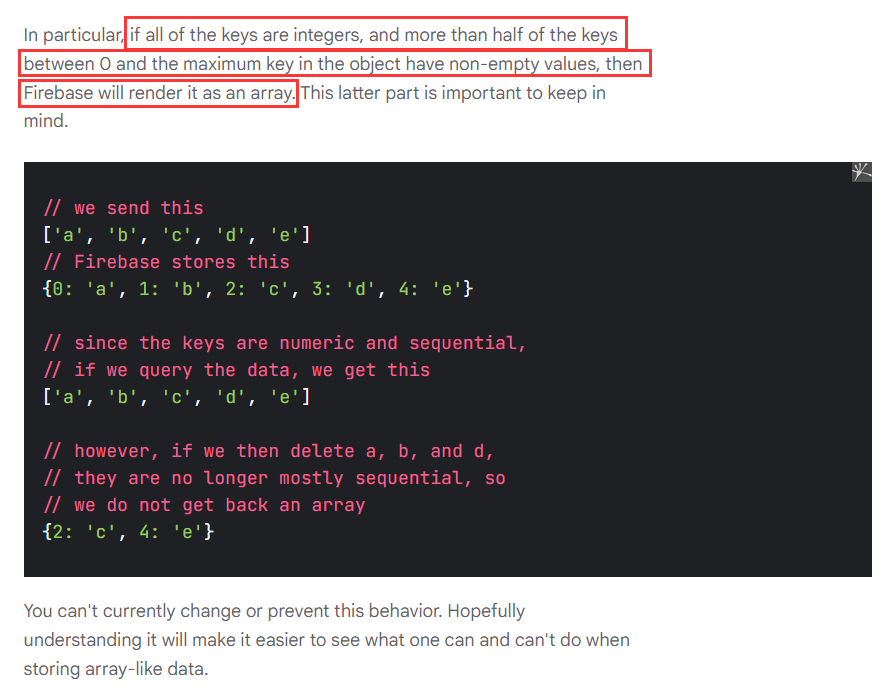 In particular, if all of the keys are integers, and more than half of the keys
between 0 and the maximum key in the object have non-empty values, then
Firebase will render it as an array. This latter part is important to keep in
mind.
// we send this
['a', 'b', 'c', 'd', 'e']
// Firebase stores this
{0: 'a', 1: 'b', 2: 'c', 3: 'd', 4: 'e'}
// since the keys are numeric and sequential,
// if we query the data, we get this
['a', 'b', 'c', 'd', 'e']
// however, if we then delete a, b, and d,
// they are no longer mostly sequential, so
// we do not get back an array
{2: 'c', 4: 'e'}
You can't currently change or prevent this behavior. Hopefully
understanding it will make it easier to see what one can and can't do when
storing array-like data.